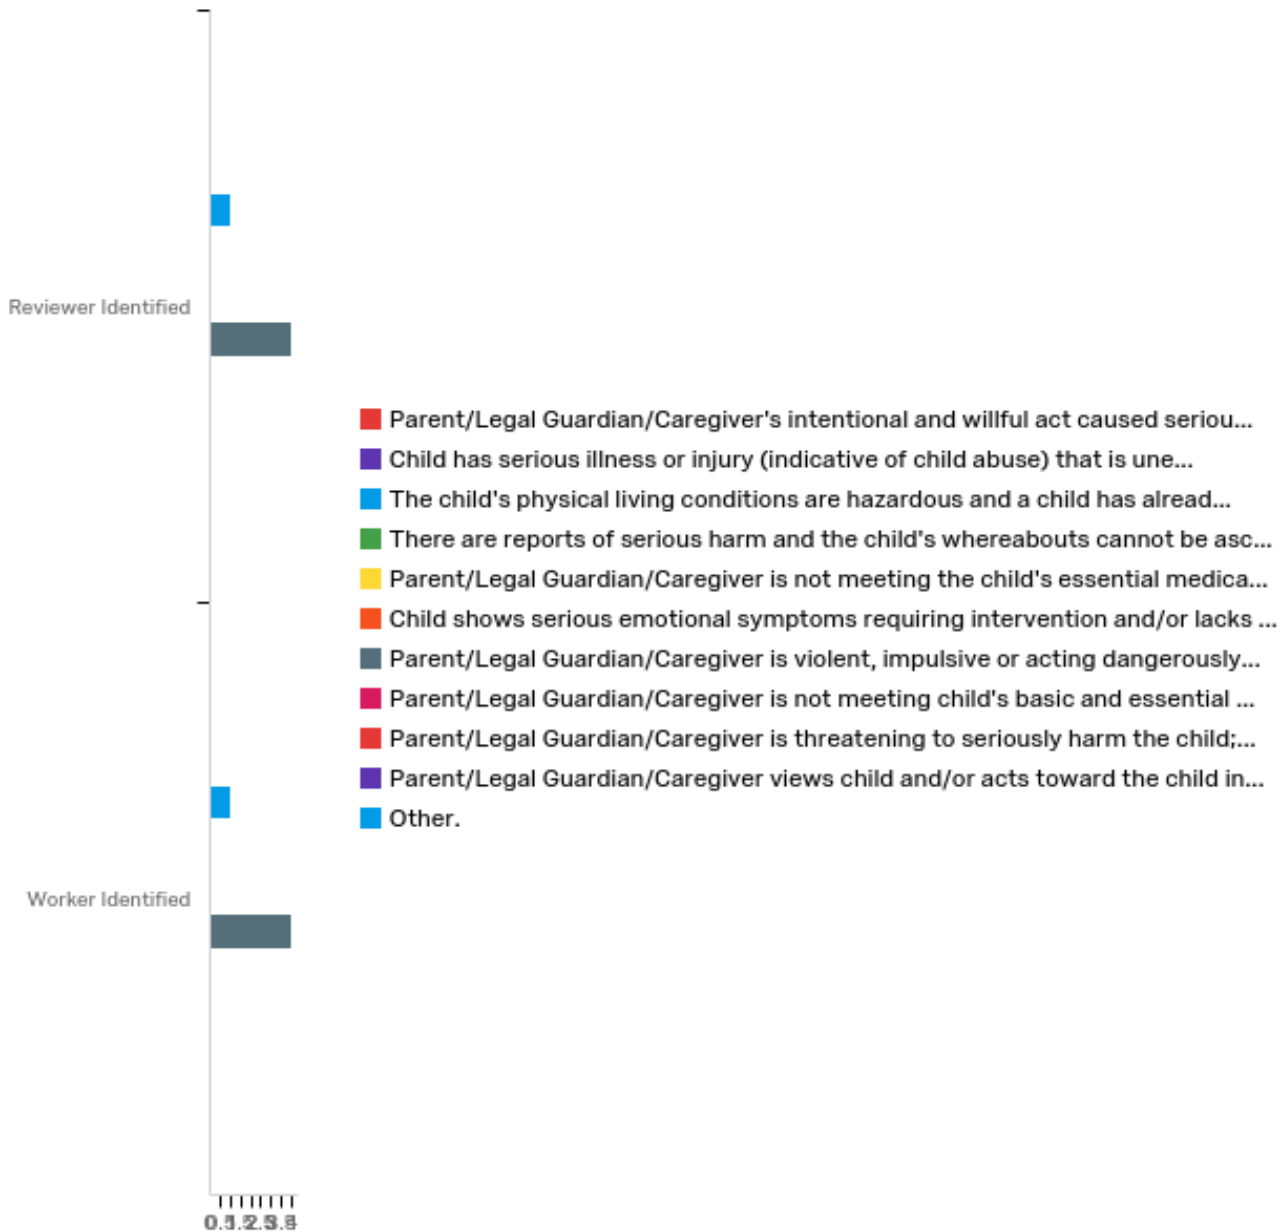 Reviewer Identified
Parent/Legal Guardian/Caregiver's intentional and willful act caused seriou...
Child has serious illness or injury (indicative of child abuse) that is une...
The child's physical living conditions are hazardous and a child has alread...
There are reports of serious harm and the child's whereabouts cannot be asc...
Parent/Legal Guardian/Caregiver is not meeting the child's essential medica...
Child shows serious emotional symptoms requiring intervention and/or lacks ...
Parent/Legal Guardian/Caregiver is violent, impulsive or acting dangerously...
Parent/Legal Guardian/Caregiver is not meeting child's basic and essential ...
Parent/Legal Guardian/Caregiver is threatening to seriously harm the child;...
Parent/Legal Guardian/Caregiver views child and/or acts toward the child in...
Other.
Worker Identified